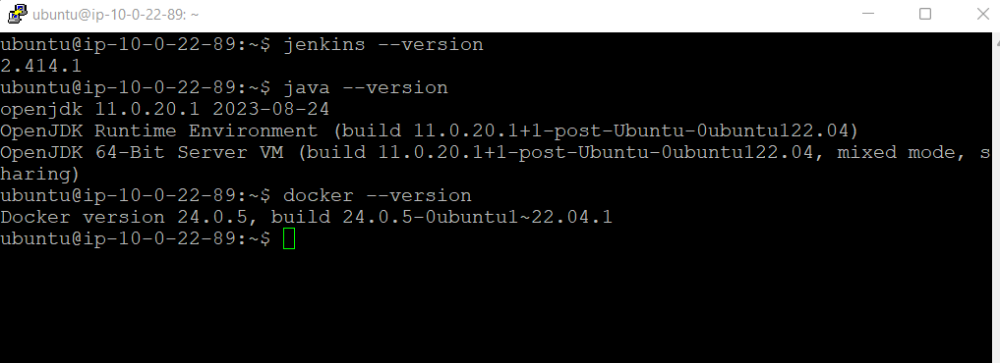 ubuntu@ip-10-0-22-89: ~
ubuntu@ip-10-0-22-89:~$ jenkins --version
2.414.1
ubuntu@ip-10-0-22-89:~$ java --version
openjdk 11.0.20.1 2023-08-24
OpenJDK Runtime Environment (build 11.0.20.1+1-post-Ubuntu-0ubuntu122.04)
OpenJDK 64-Bit Server VM (build 11.0.20.1+1-post-Ubuntu-0ubuntu122.04, mixed mode, s
haring)
ubuntu@ip-10-0-22-89:~$ docker --version
Docker version 24.0.5, build 24.0.5-0ubuntu1~22.04.1
ubuntu@ip-10-0-22-89:~$